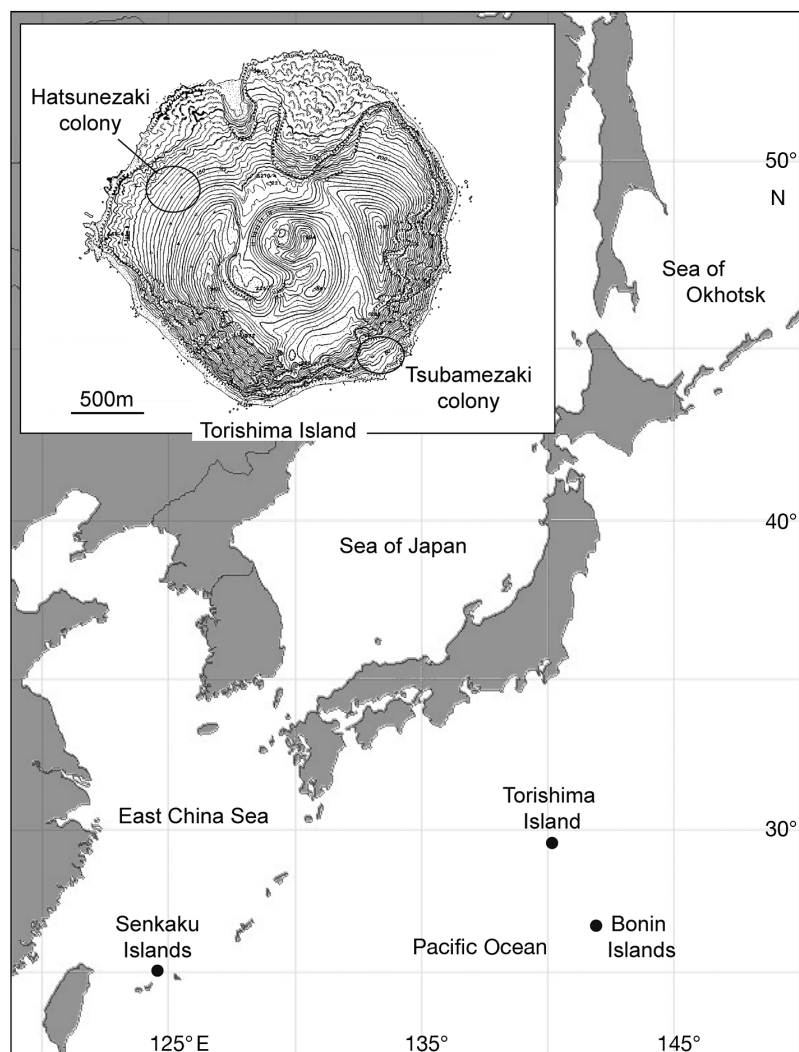 Hatsunezaki
colony
Tsubamezaki
colony
500m
Torishima Island
50°
N
Sea of
Okhotsk
40°
Sea of Japan
Torishima
Island
30°
East China Sea
Senkaku
Islands
Bonin
Islands
Pacific Ocean
125° E
135°
145°